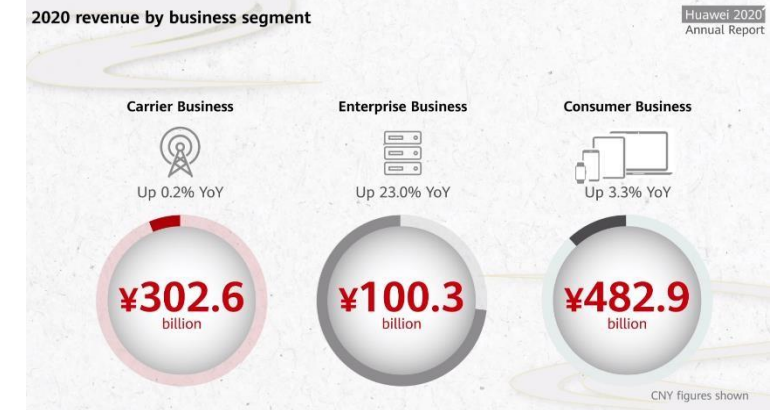 2020 revenue by business segment
Huawei 2020
Annual Report
Carrier Business
Up 0.2% YoY
¥302.6
billion
Enterprise Business
Up 23.0% YoY
¥100.3
billion
Consumer Business
Up 3.3% YoY
¥482.9
billion
CNY figures shown